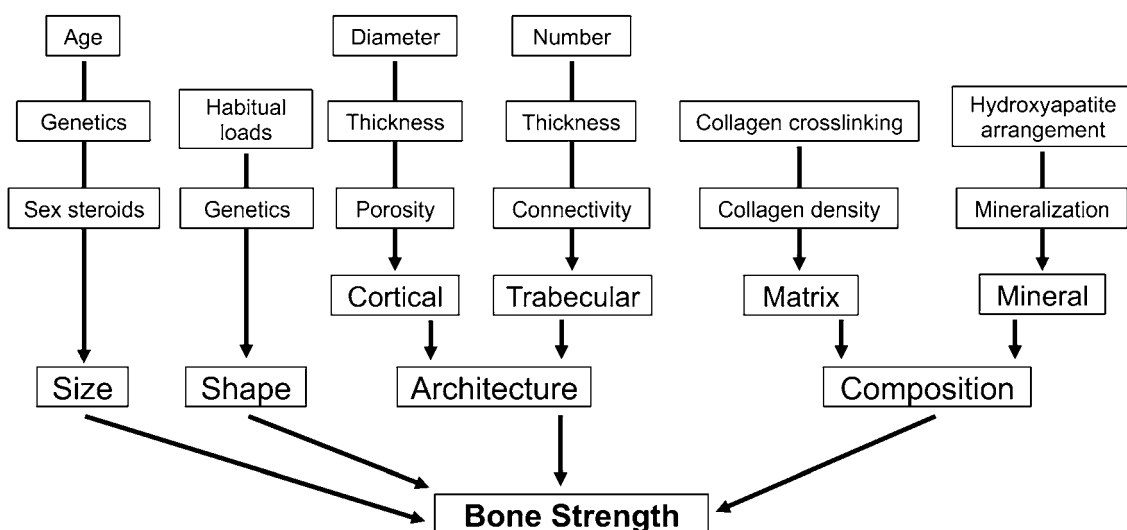 Age
Diameter
Number
Genetics
Habitual
loads
Thickness
Thickness
Collagen crosslinking
Hydroxyapatite
arrangement
Sex steroids
Genetics
Porosity
Connectivity
Collagen density
Mineralization
Cortical
Trabecular
Matrix
Mineral
Size
Shape
Architecture
Composition
Bone Strength